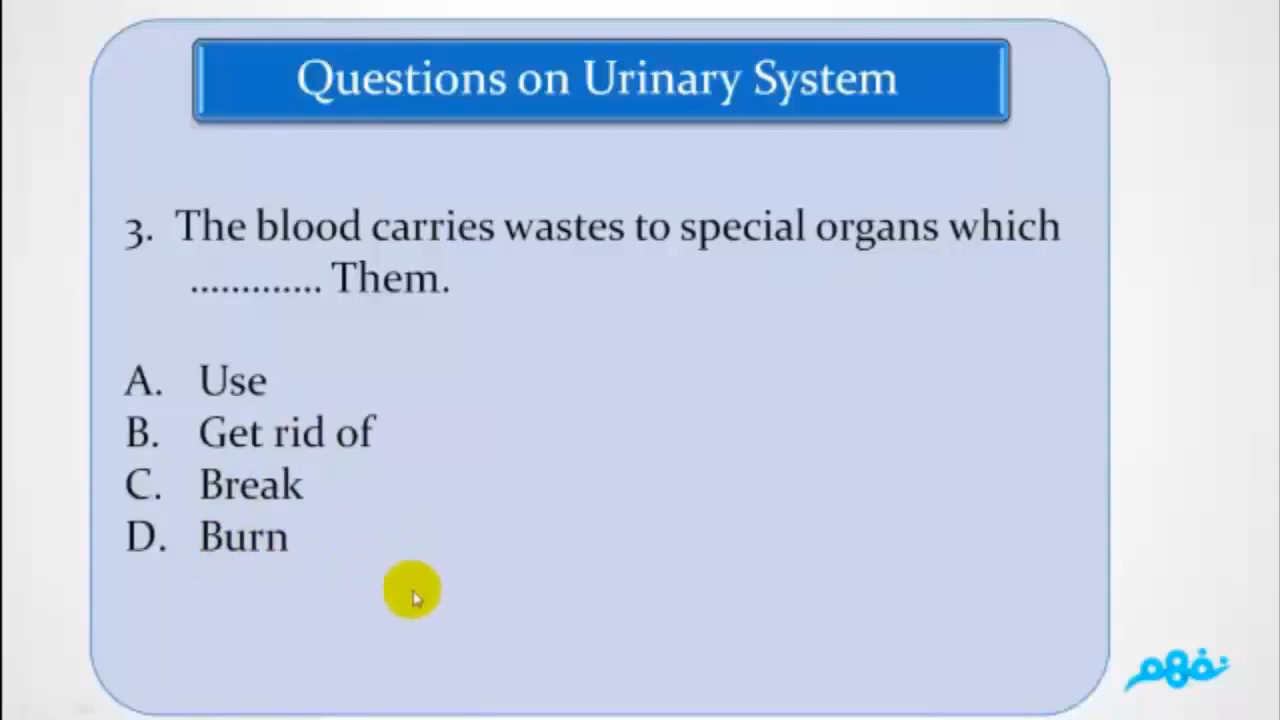 Questions on Urinary System
3. The blood carries wastes to special organs which
............. Them.
A. Use
B. Get rid of
C. Break
D. Burn
نفهم